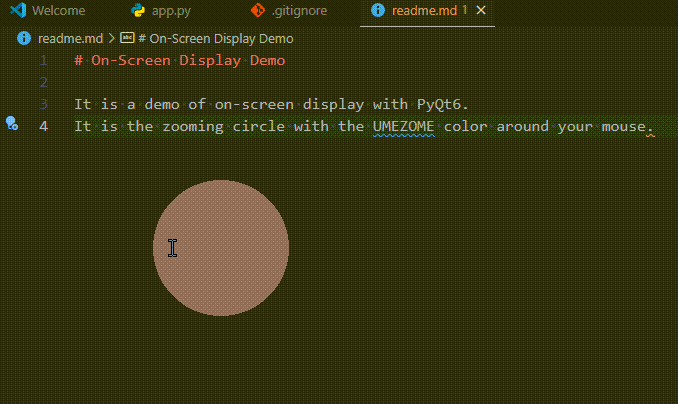 Welcome app.py .gitignore readme.md 1
readme.md > # On-Screen Display Demo
1 # On-Screen Display Demo
2
3 It is a demo of on-screen display with PyQt6.
4 It is the zooming circle with the UMEZOME color around your mouse.